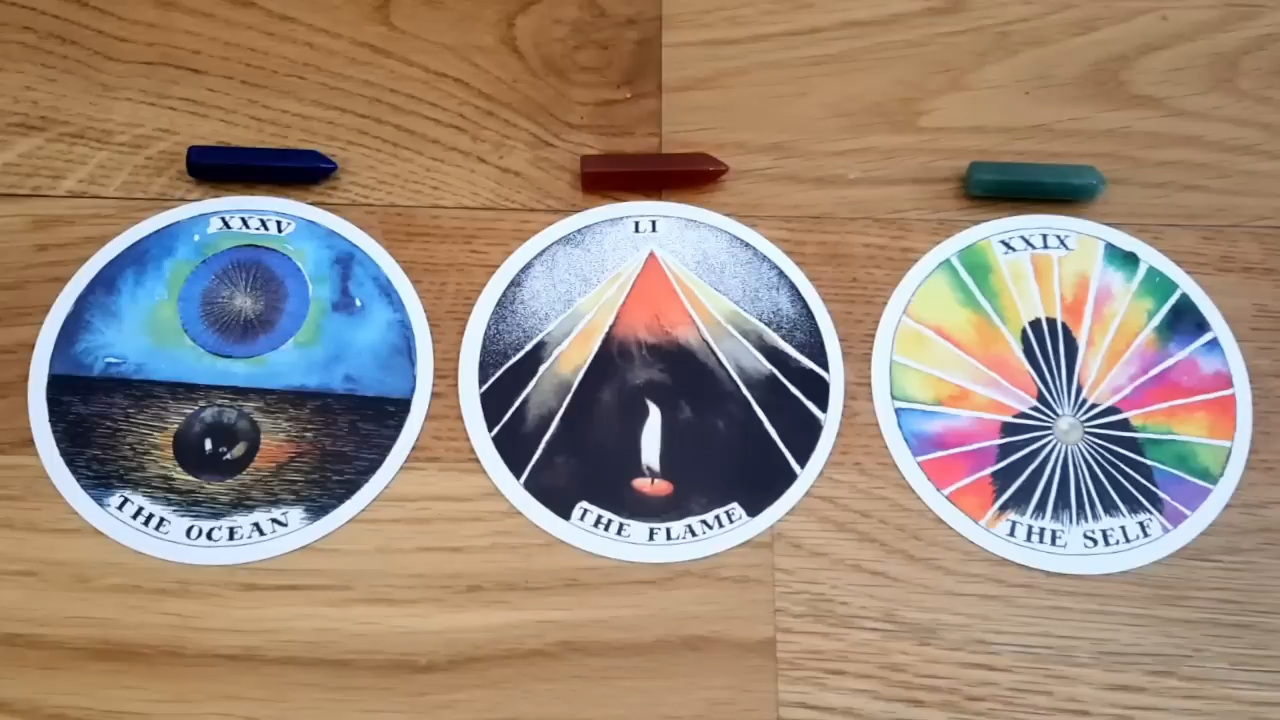 XXXV
THE OCEAN
LI
THE FLAME
XXIX
THE SELF